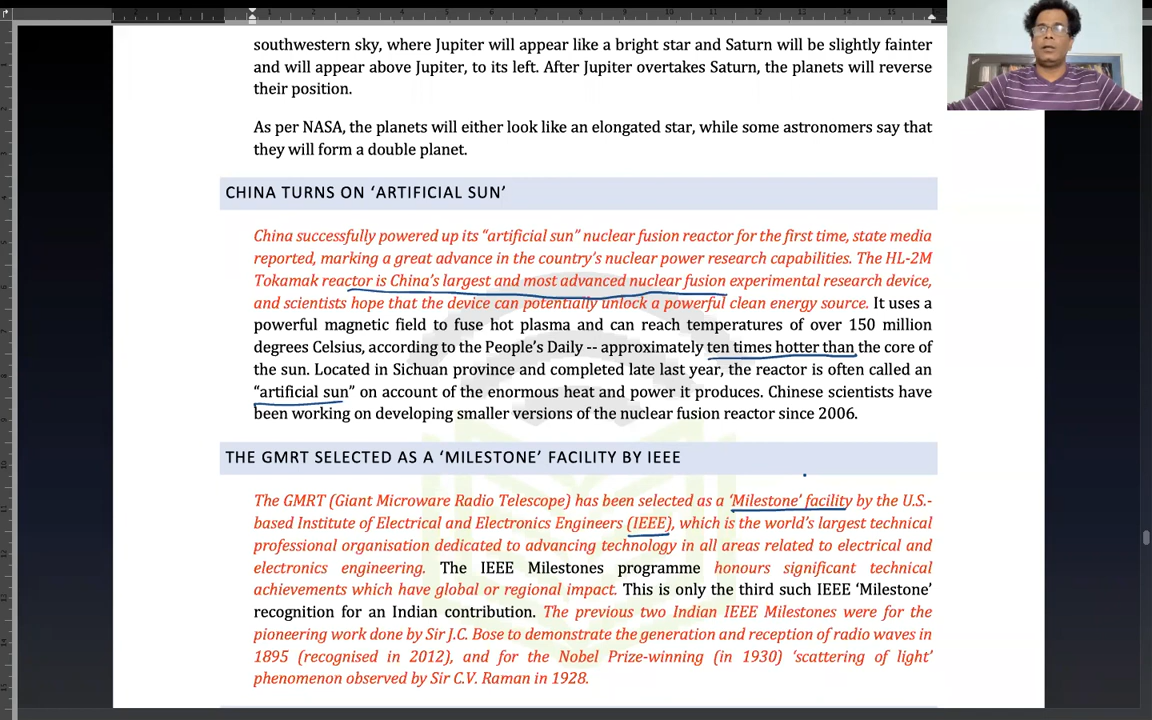 southwestern sky, where Jupiter will appear like a bright star and Saturn will be slightly fainter
and will appear above Jupiter, to its left. After Jupiter overtakes Saturn, the planets will reverse
their position.
As per NASA, the planets will either look like an elongated star, while some astronomers say that
they will form a double planet.
CHINA TURNS ON ‘ARTIFICIAL SUN’
China successfully powered up its “artificial sun” nuclear fusion reactor for the first time, state media
reported, marking a great advance in the country’s nuclear power research capabilities. The HL-2M
Tokamak reactor is China’s largest and most advanced nuclear fusion experimental research device,
and scientists hope that the device can potentially unlock a powerful clean energy source. It uses a
powerful magnetic field to fuse hot plasma and can reach temperatures of over 150 million
degrees Celsius, according to the People’s Daily -- approximately ten times hotter than the core of
the sun. Located in Sichuan province and completed late last year, the reactor is often called an
“artificial sun” on account of the enormous heat and power it produces. Chinese scientists have
been working on developing smaller versions of the nuclear fusion reactor since 2006.
THE GMRT SELECTED AS A ‘MILESTONE’ FACILITY BY IEEE
The GMRT (Giant Microware Radio Telescope) has been selected as a ‘Milestone’ facility by the U.S.-
based Institute of Electrical and Electronics Engineers (IEEE), which is the world’s largest technical
professional organisation dedicated to advancing technology in all areas related to electrical and
electronics engineering. The IEEE Milestones programme honours significant technical
achievements which have global or regional impact. This is only the third such IEEE ‘Milestone’
recognition for an Indian contribution. The previous two Indian IEEE Milestones were for the
pioneering work done by Sir J.C. Bose to demonstrate the generation and reception of radio waves in
1895 (recognised in 2012), and for the Nobel Prize-winning (in 1930) ‘scattering of light’
phenomenon observed by Sir C.V. Raman in 1928.